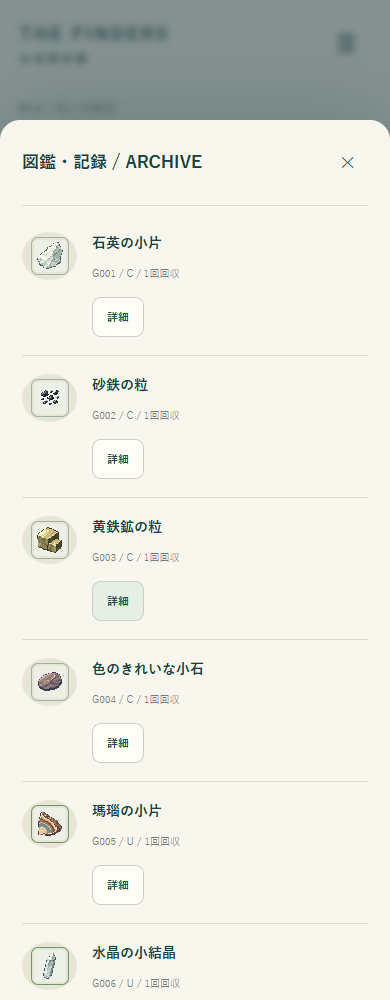 THE FINDERS
図鑑・記録 / ARCHIVE
石英の小片
G001 / C / 1回回収
詳細
砂鉄の粒
G002 / C / 1回回収
詳細
黄鉄鉱の粒
G003 / C / 1回回収
詳細
色のきれいな小石
G004 / C / 1回回収
詳細
瑪瑙の小片
G005 / U / 1回回収
詳細
水晶の小結晶
G006 / U / 1回回収